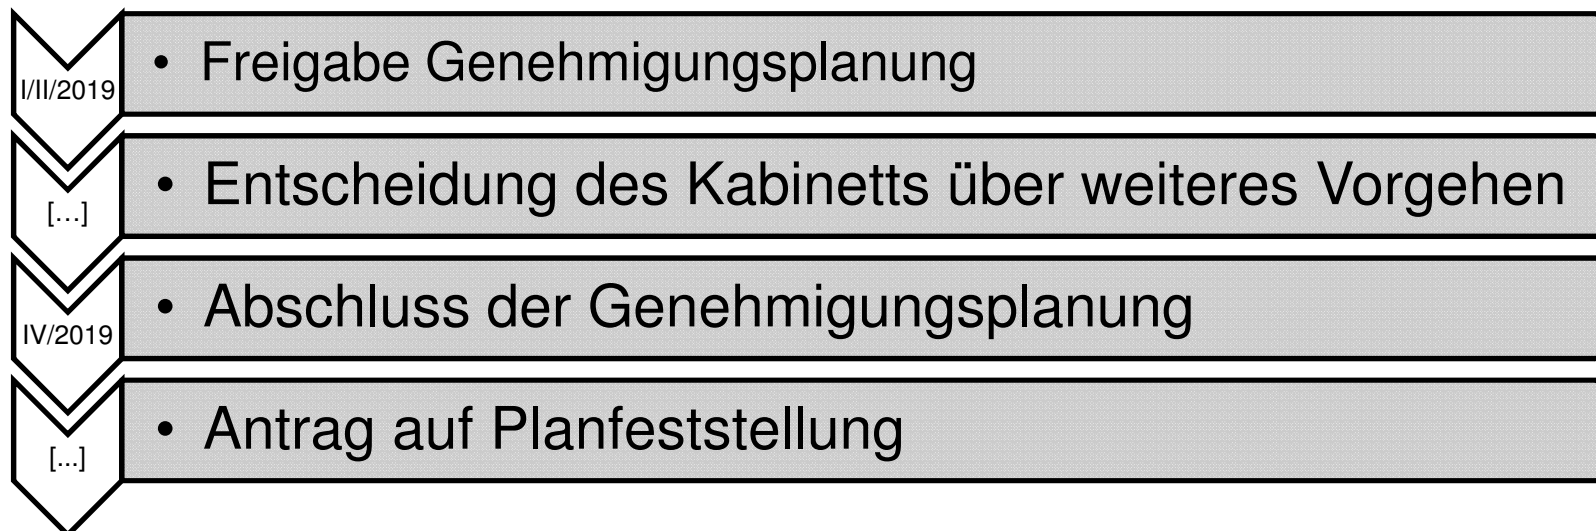 I/II/2019
• Freigabe Genehmigungsplanung
[…]
• Entscheidung des Kabinetts über weiteres Vorgehen
IV/2019
• Abschluss der Genehmigungsplanung
[...]
• Antrag auf Planfeststellung